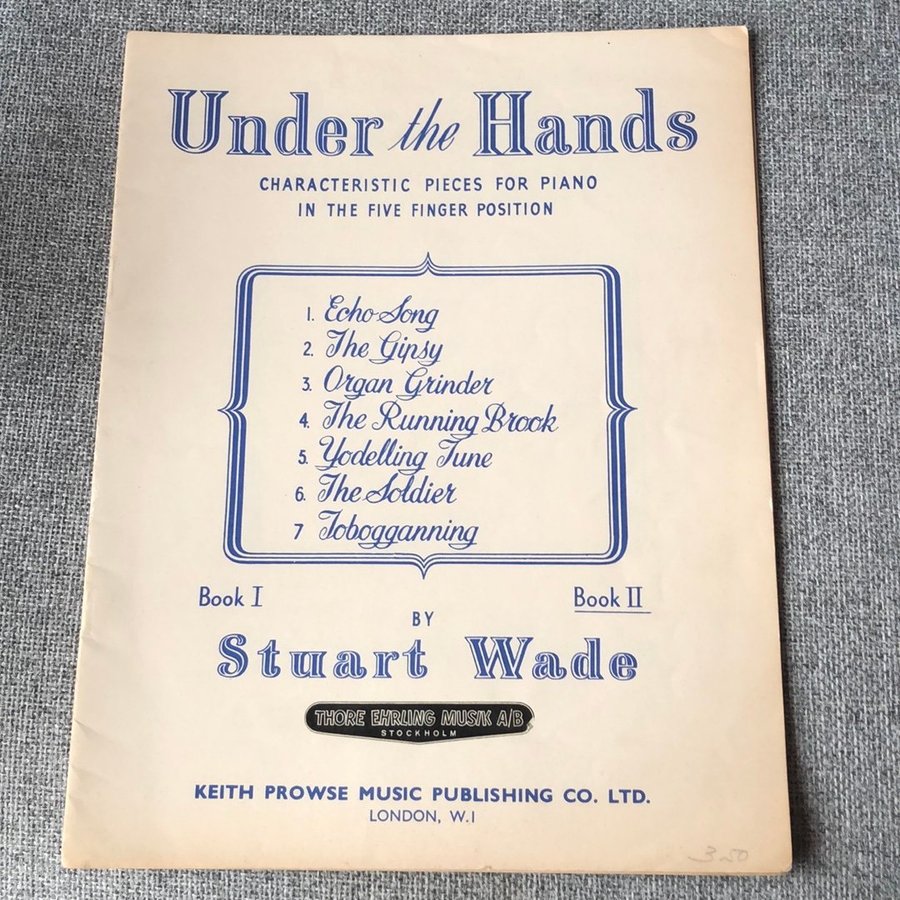 Under the Hands
CHARACTERISTIC PIECES FOR PIANO
IN THE FIVE FINGER POSITION
1. Echo-Song
2. The Gipsy
3. Organ Grinder
4. The Running Brook
5. Yodelling Tune
6. The Soldier
7 Tobogganning
Book I Book II
BY
Stuart Wade
THORE EHRLING MUSIK A/B
STOCKHOLM
KEITH PROWSE MUSIC PUBLISHING CO. LTD.
LONDON, W.1
3.50